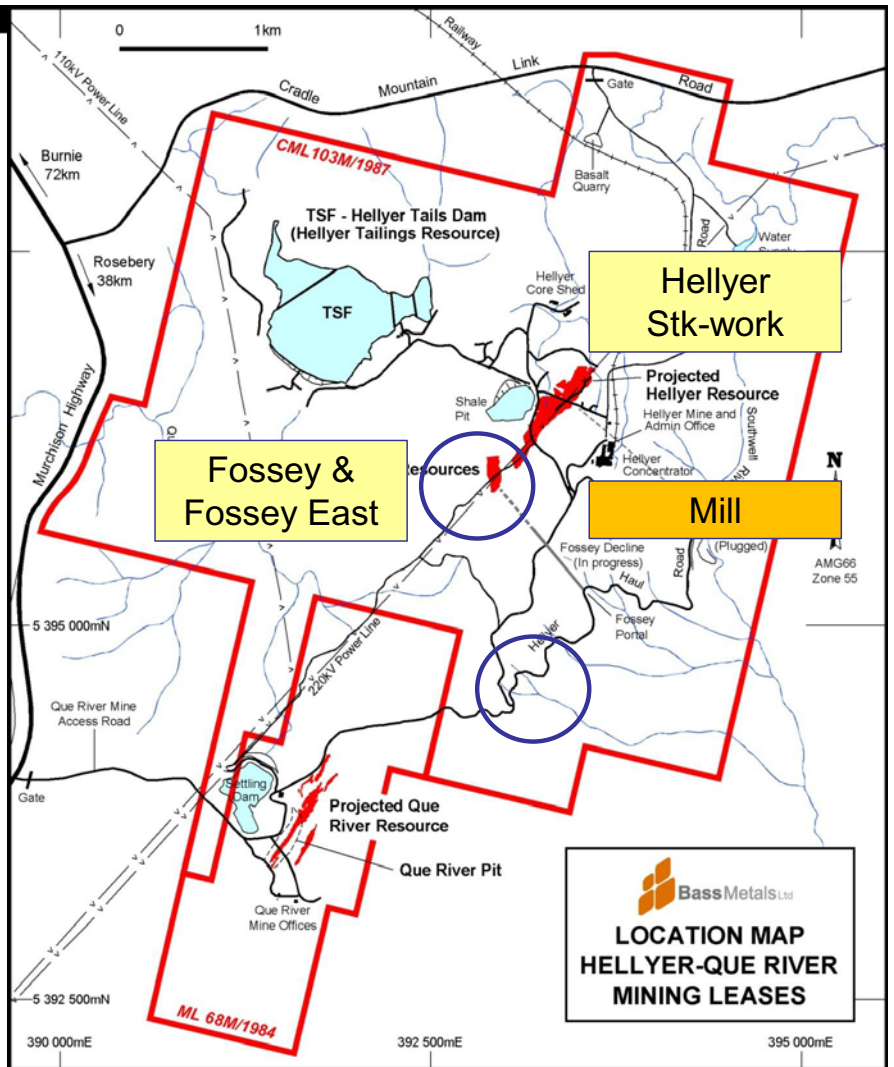 0 1km
Railway
110kV Power Line
Cradle Mountain Link Road
Gate
CML103M/1987
Burnie
72km
Basalt
Quarry
TSF - Hellyer Tails Dam
(Hellyer Tailings Resource)
Road
Water
Rosebery
38km
Hellyer
Core Shed
Hellyer
Stk-work
TSF
Murchison Highway
Projected
Hellyer Resource
Shale
Pit
Hellyer Mine and
Admin Office
Southwell
Fossey &
Fossey East
Resources
Hellyer
Concentrator
N
Mill
(Plugged)
Fossey Decline
(In progress)
AMG66
Zone 55
Haul
Road
5 395 000mN
Fossey
Portal
Hellyer
220kV Power Line
Que River Mine
Access Road
Gate
Settling
Dam
Projected Que
River Resource
Que River Pit
Que River
Mine Offices
BassMetals Ltd
LOCATION MAP
HELLYER-QUE RIVER
MINING LEASES
5 392 500mN
ML 68M/1984
390 000mE
392 500mE
395 000mE